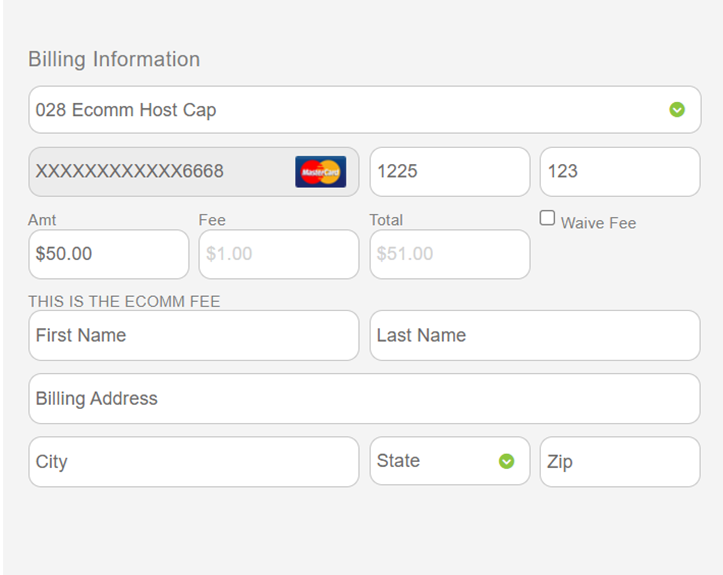 Billing Information
028 Ecomm Host Cap
XXXXXXXXXXXX6668 MasterCard 1225 123
Amt Fee Total Waive Fee
$50.00 $1.00 $51.00
THIS IS THE ECOMM FEE
First Name Last Name
Billing Address
City State Zip